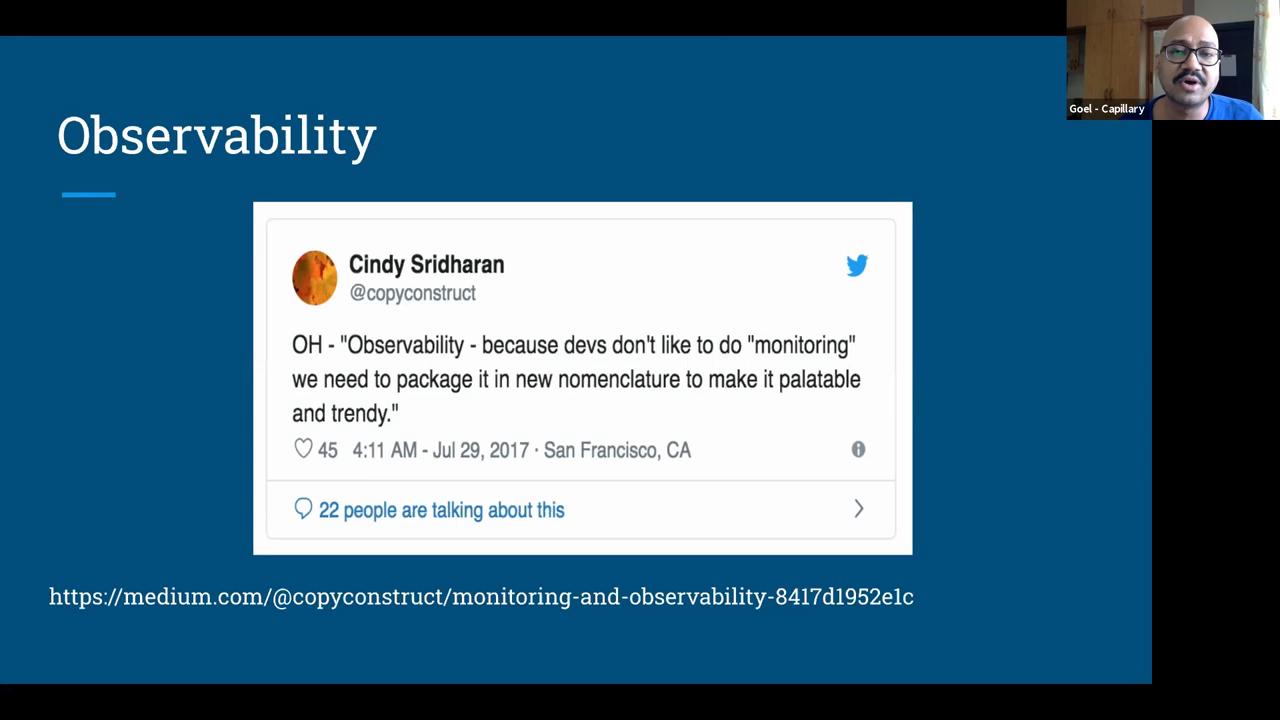 Goel - Capillary
Observability
Cindy Sridharan
@copyconstruct
OH - "Observability - because devs don't like to do "monitoring"
we need to package it in new nomenclature to make it palatable
and trendy."
45 4:11 AM - Jul 29, 2017 · San Francisco, CA
22 people are talking about this
https://medium.com/@copyconstruct/monitoring-and-observability-8417d1952e1c